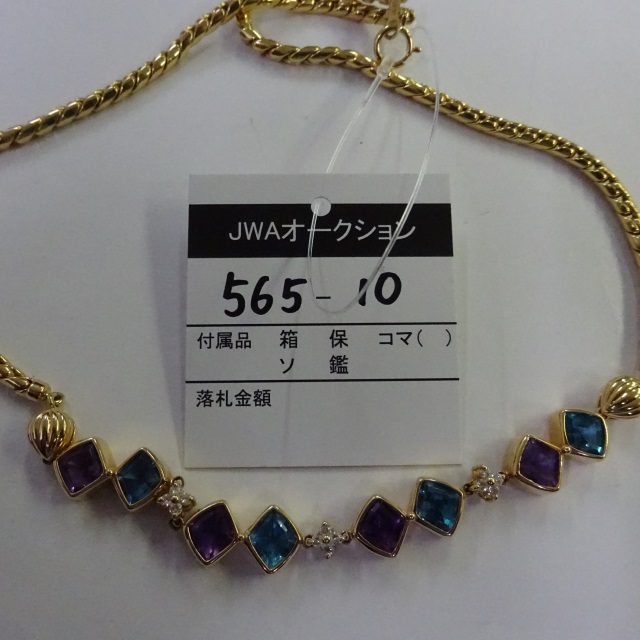 JWAオークション
565-10
付属品 箱 保 コマ( )
ソ 鑑
落札金額